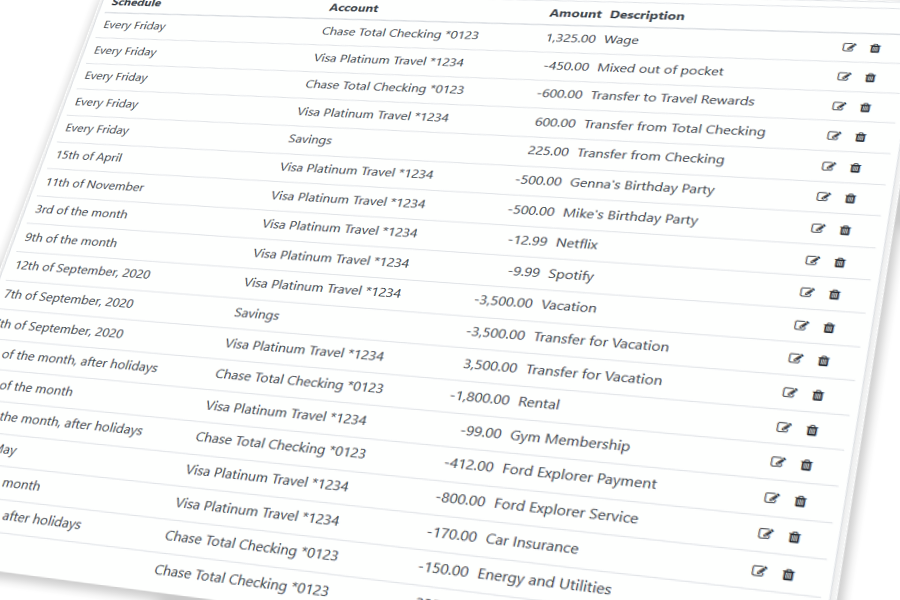 Schedule Account Amount Description
Every Friday Chase Total Checking *0123 1,325.00 Wage
Every Friday Visa Platinum Travel *1234 -450.00 Mixed out of pocket
Every Friday Chase Total Checking *0123 -600.00 Transfer to Travel Rewards
Every Friday Visa Platinum Travel *1234 600.00 Transfer from Total Checking
Every Friday Savings 225.00 Transfer from Checking
15th of April Visa Platinum Travel *1234 -500.00 Genna's Birthday Party
11th of November Visa Platinum Travel *1234 -500.00 Mike's Birthday Party
3rd of the month Visa Platinum Travel *1234 -12.99 Netflix
9th of the month Visa Platinum Travel *1234 -9.99 Spotify
12th of September, 2020 Visa Platinum Travel *1234 -3,500.00 Vacation
7th of September, 2020 Savings -3,500.00 Transfer for Vacation
th of September, 2020 Visa Platinum Travel *1234 3,500.00 Transfer for Vacation
of the month, after holidays Chase Total Checking *0123 -1,800.00 Rental
of the month Visa Platinum Travel *1234 -99.00 Gym Membership
the month, after holidays Chase Total Checking *0123 -412.00 Ford Explorer Payment
May Visa Platinum Travel *1234 -800.00 Ford Explorer Service
month Visa Platinum Travel *1234 -170.00 Car Insurance
after holidays Chase Total Checking *0123 -150.00 Energy and Utilities
Chase Total Checking *0123